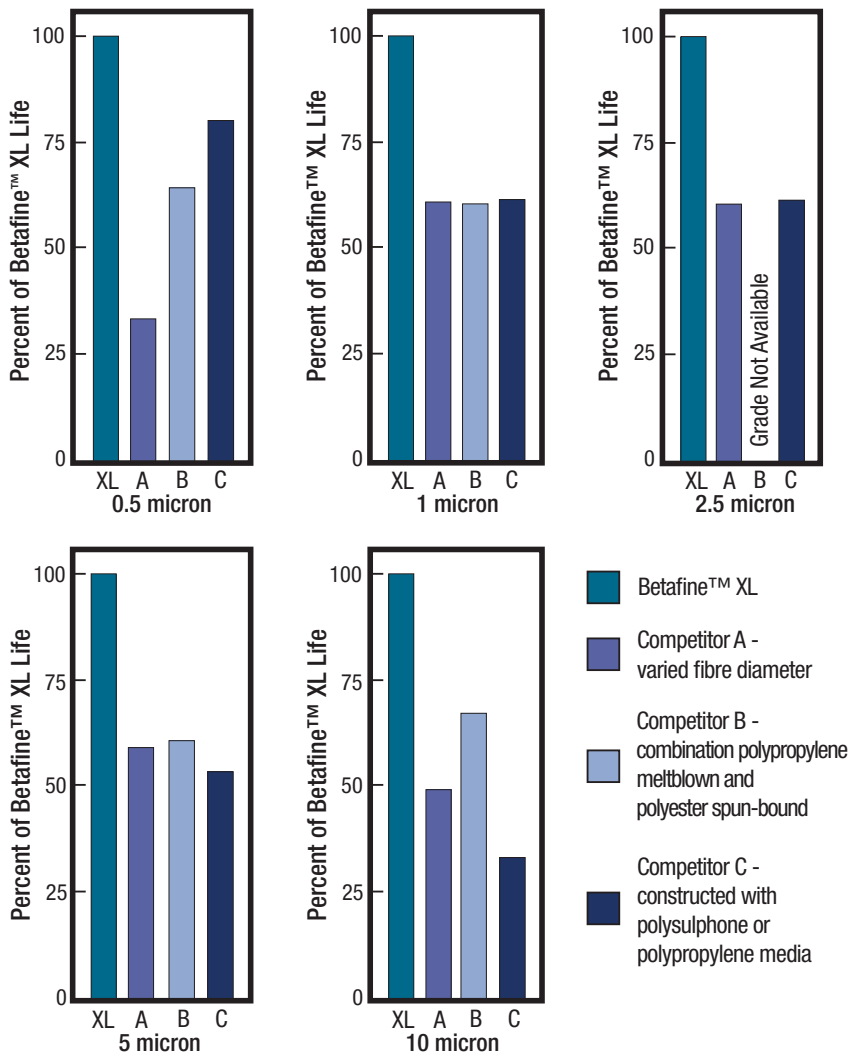 Percent of Betafine™ XL Life
100
75
50
25
0
XL A B C
0.5 micron
Percent of Betafine™ XL Life
100
75
50
25
0
XL A B C
1 micron
Percent of Betafine™ XL Life
100
75
50
25
0
Grade Not Available
XL A B C
2.5 micron
Percent of Betafine™ XL Life
100
75
50
25
0
XL A B C
5 micron
Percent of Betafine™ XL Life
100
75
50
25
0
XL A B C
10 micron
Betafine™ XL
Competitor A -
varied fibre diameter
Competitor B -
combination polypropylene
meltblown and
polyester spun-bound
Competitor C -
constructed with
polysulphone or
polypropylene media